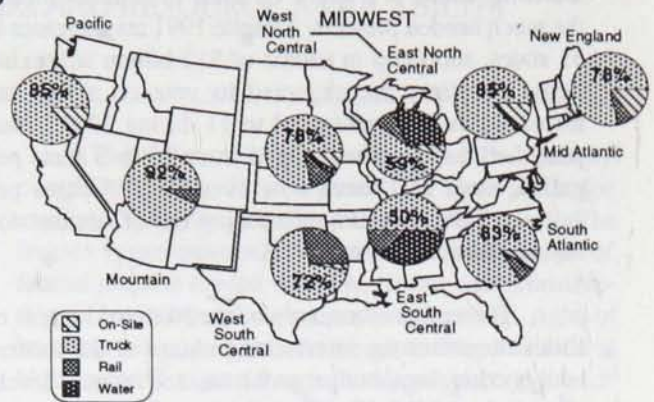 Pacific
West
North
Central
MIDWEST
East North
Central
New England
85%
92%
78%
59%
85%
78%
Mid Atlantic
50%
83%
72%
South
Atlantic
Mountain
West
South
Central
East
South
Central
On-Site
Truck
Rail
Water